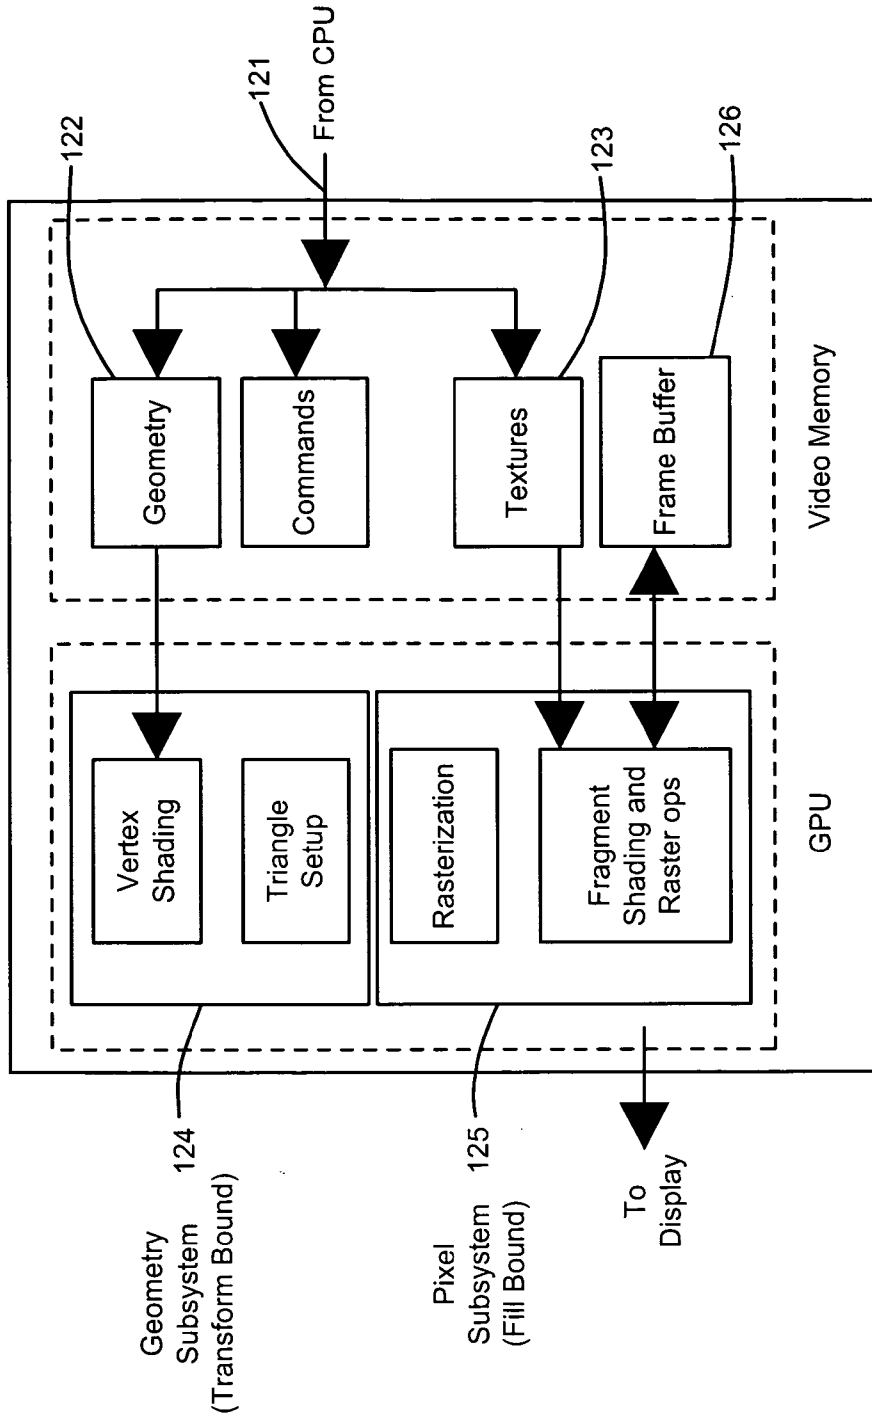 Geometry
Subsystem
(Transform Bound)
124
Vertex
Shading
Triangle
Setup
Geometry
122
Commands
121
From CPU
Pixel
Subsystem
(Fill Bound)
125
Rasterization
Fragment
Shading and
Raster ops
Textures
123
Frame Buffer
126
To
Display
GPU
Video Memory